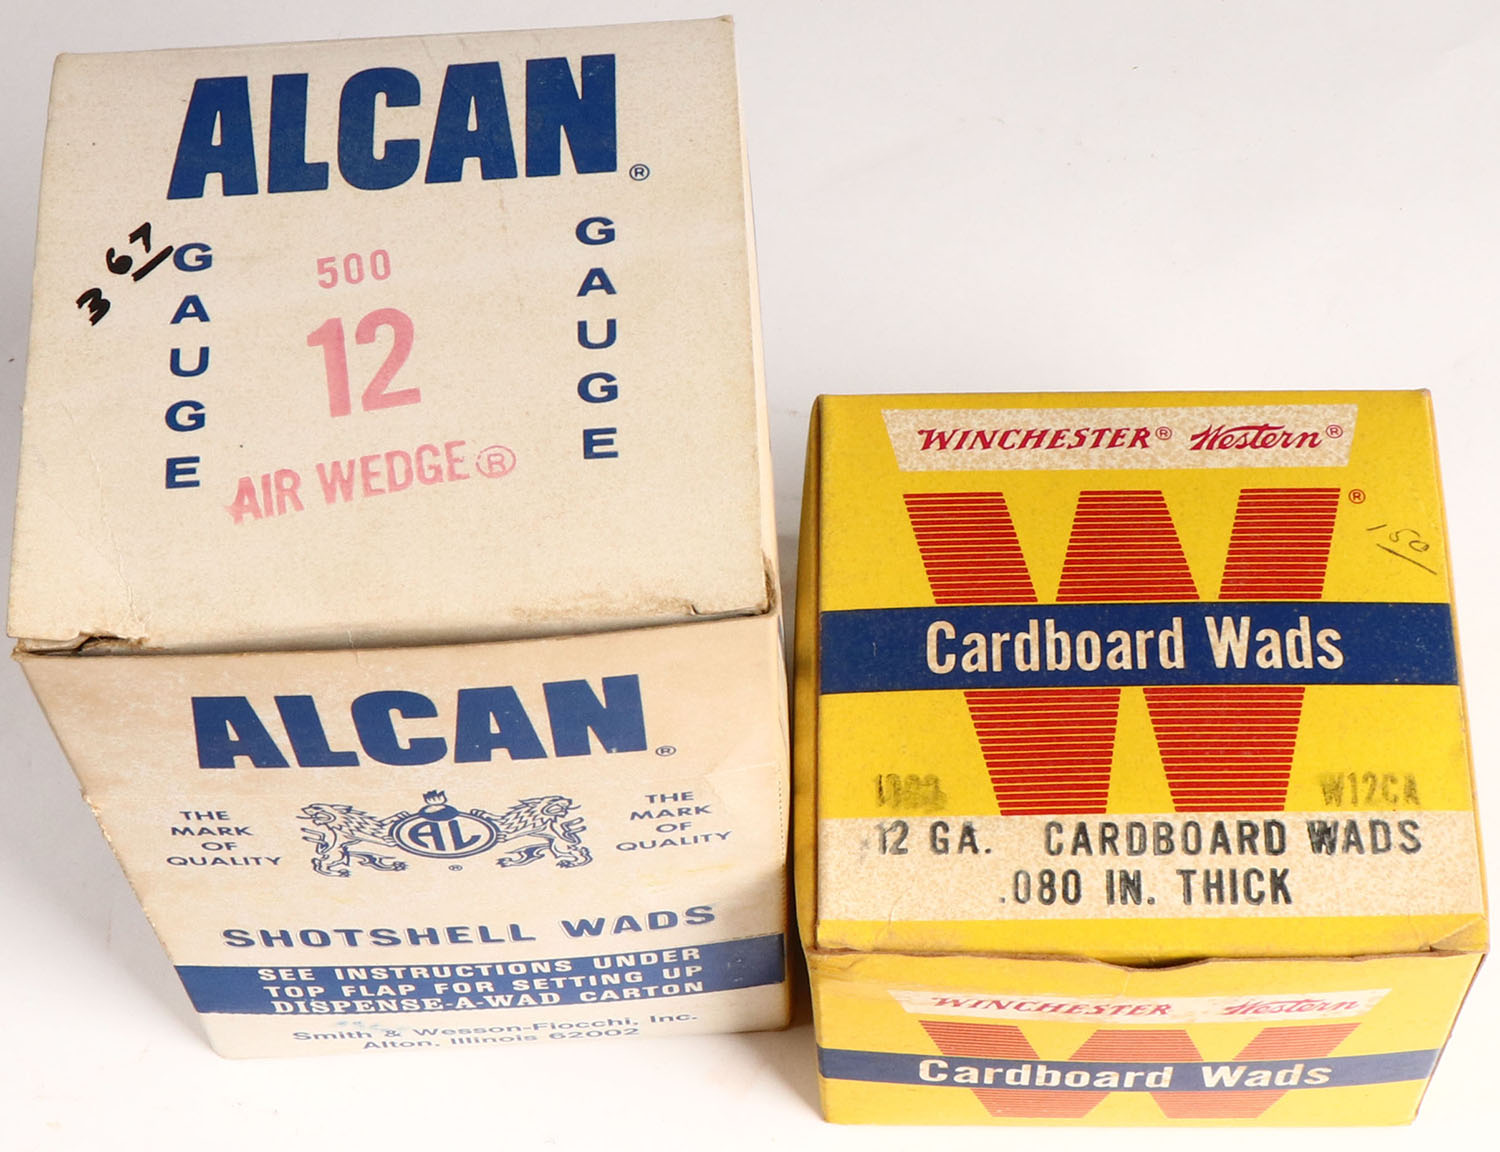 ALCAN®
GAUGE
500
12
AIR WEDGE®
GAUGE
3 67
ALCAN®
THE
MARK
OF
QUALITY
AL
®
THE
MARK
OF
QUALITY
SHOTSHELL WADS
SEE INSTRUCTIONS UNDER
TOP FLAP FOR SETTING UP
DISPENSE-A-WAD CARTON
Smith & Wesson-Fiocchi, Inc.
Alton, Illinois 62002
WINCHESTER® Western®
®
150
Cardboard Wads
W12CA
12 GA. CARDBOARD WADS
.080 IN. THICK
WINCHESTER Western
Cardboard Wads